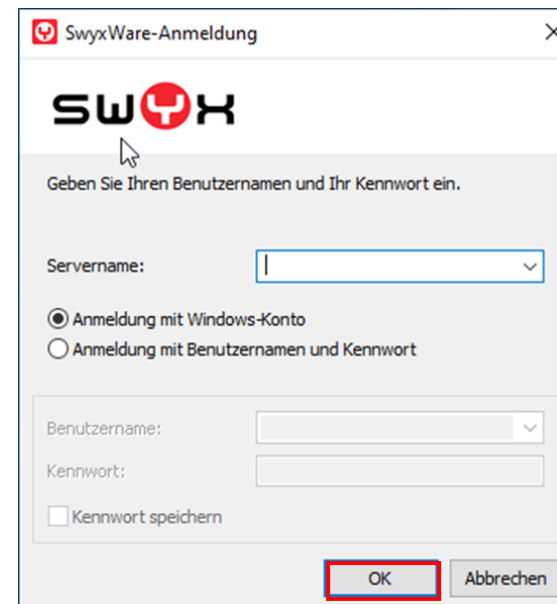 SwyxWare-Anmeldung
swyx
Geben Sie Ihren Benutzernamen und Ihr Kennwort ein.
Servername:
Anmeldung mit Windows-Konto
Anmeldung mit Benutzernamen und Kennwort
Benutzername:
Kennwort:
Kennwort speichern
OK Abbrechen